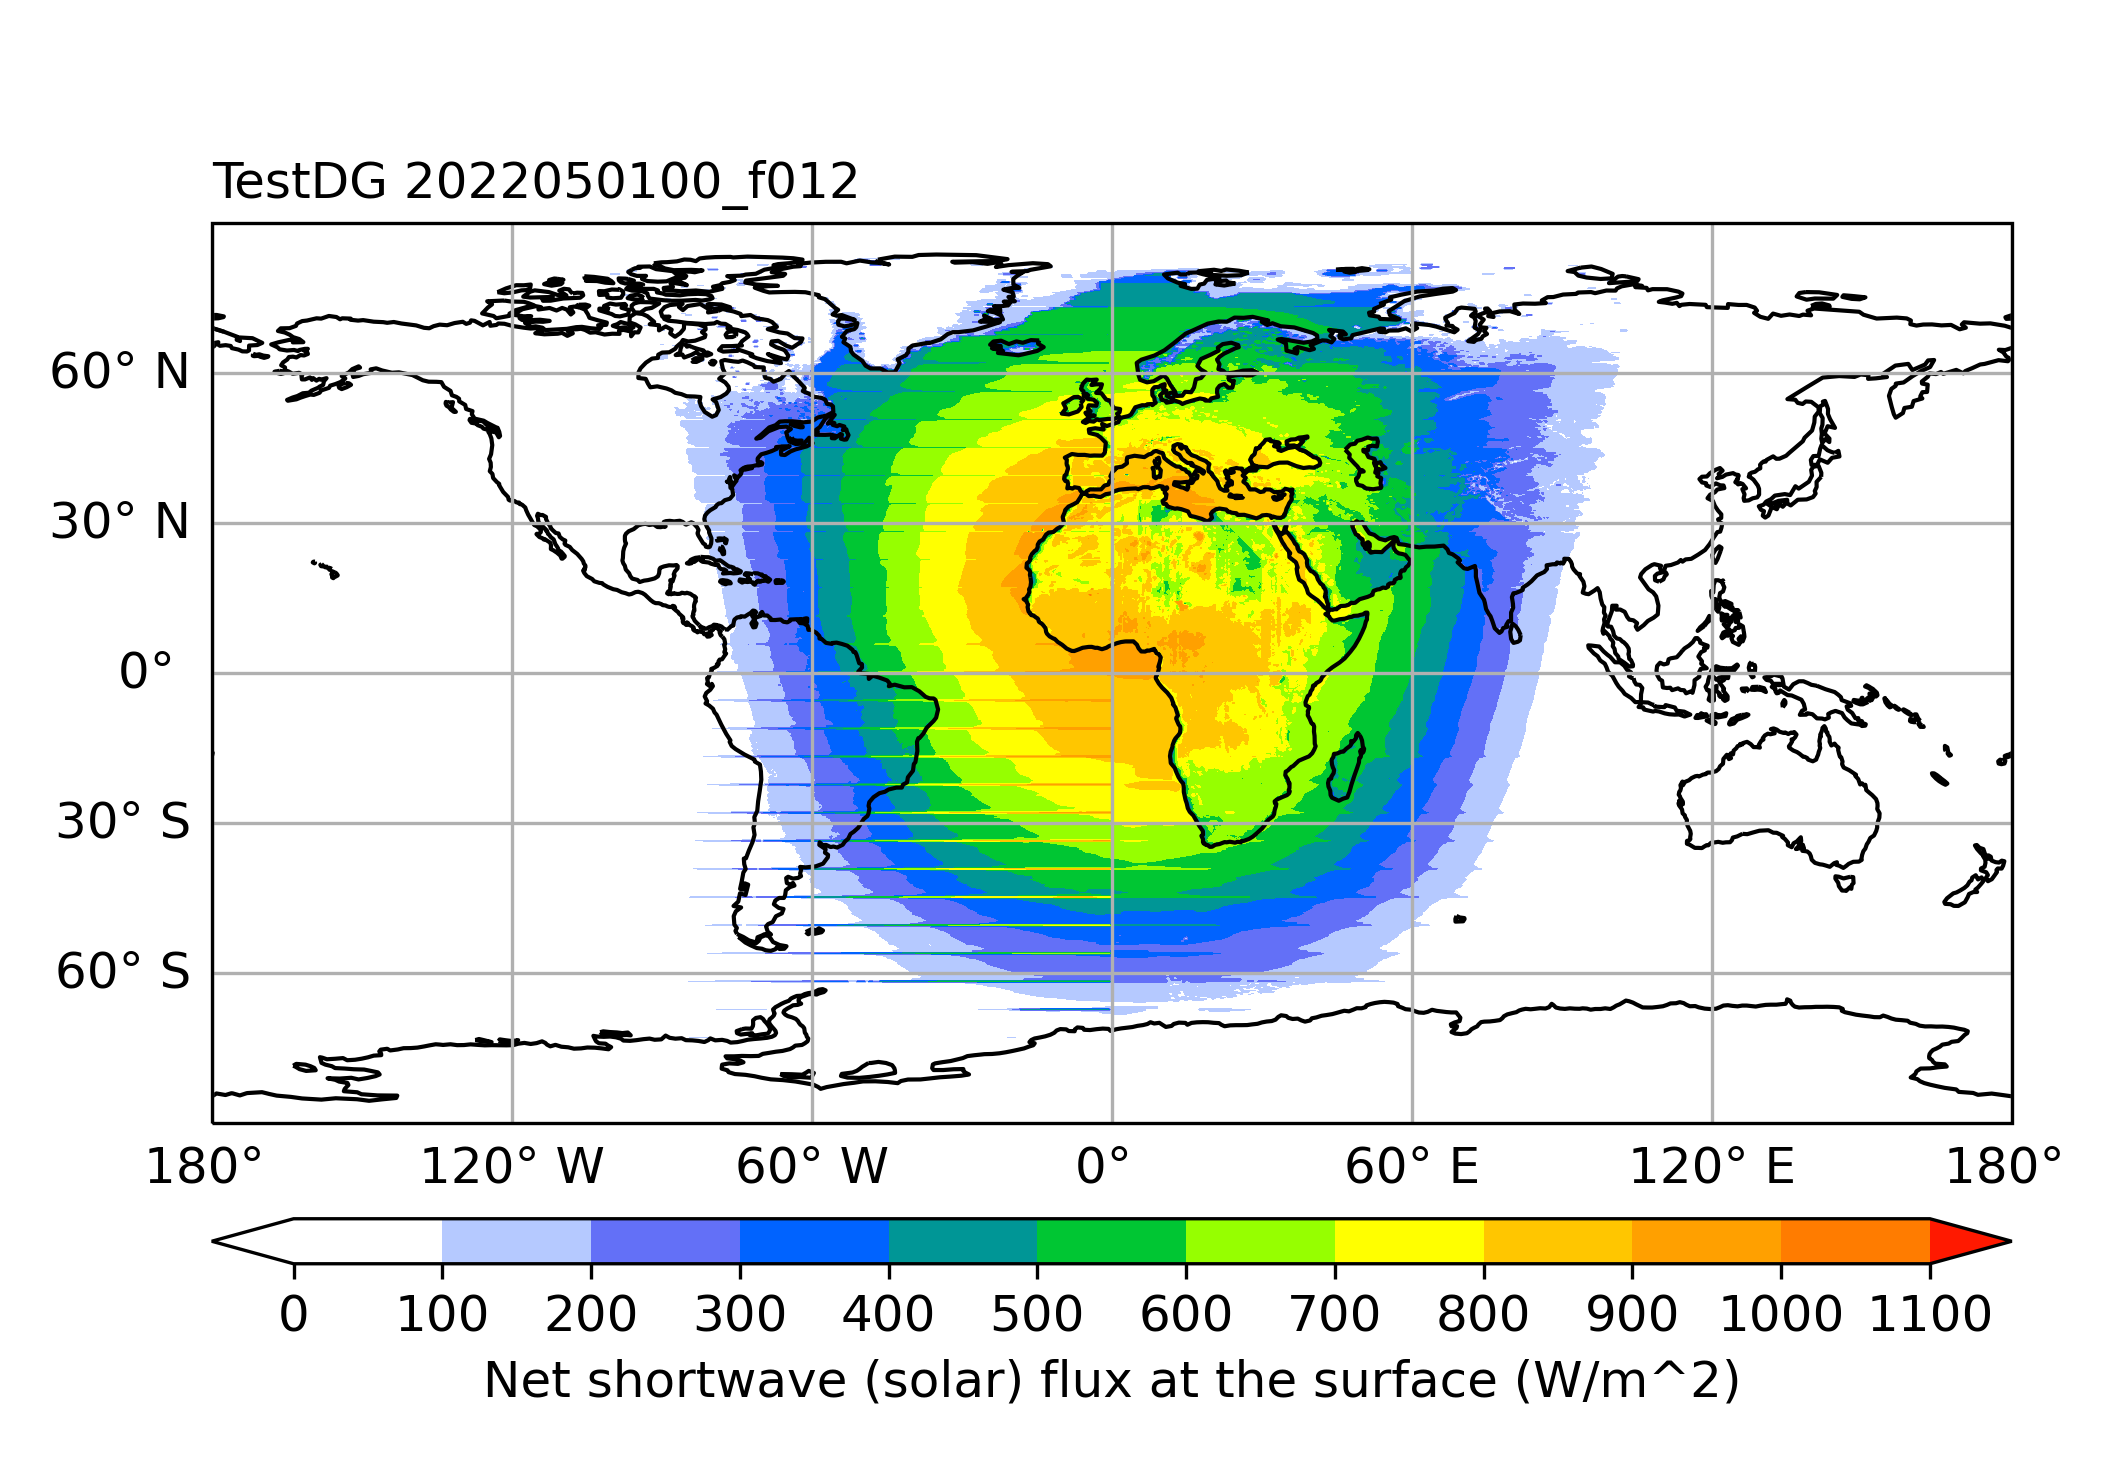 TestDG 2022050100_f012
60° N
30° N
0°
30° S
60° S
180° 120° W 60° W 0° 60° E 120° E 180°
0 100 200 300 400 500 600 700 800 900 1000 1100
Net shortwave (solar) flux at the surface (W/m^2)